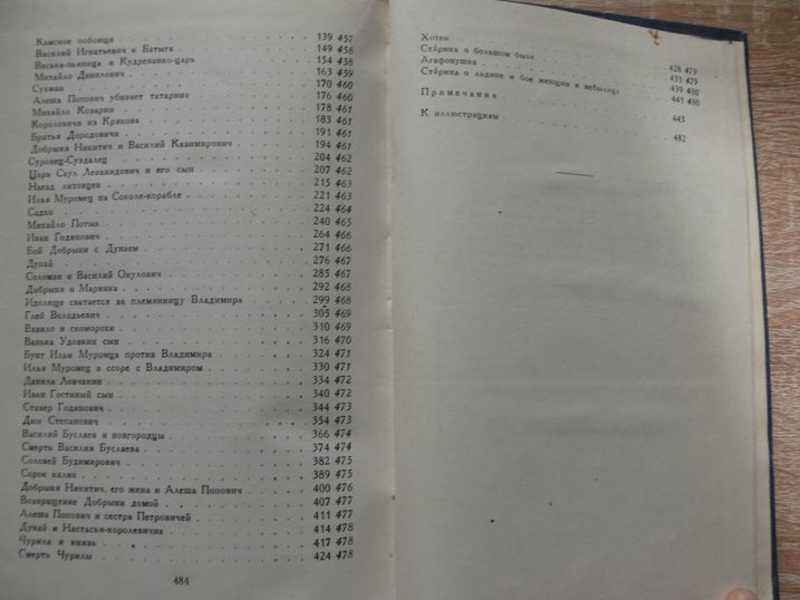 Камское побоище 139 457
Василий Игнатьевич и Батыга 149 458
Васька-пьяница и Кудреванко-царь 154 458
Михайло Данилович 163 459
Сухман 170 460
Алеша Попович убивает татарина 176 460
Михайло Козарин 178 461
Королевичи из Крякова 183 461
Братья Дородовичи 191 461
Добрыня Никитич и Василий Казимирович 194 461
Суровец-Суздалец 204 462
Царь Саул Леванидович и его сын 207 462
Наезд литовцев 215 463
Илья Муромец на Соколе-корабле 221 463
Садко 224 464
Михайло Потык 240 465
Иван Годинович 264 466
Бой Добрыни с Дунаем 271 466
Дунай 276 467
Соломан и Василий Окулович 285 467
Добрыня и Маринка 292 468
Идолище сватается за племянницу Владимира 299 468
Глеб Володьевич 305 469
Вавило и скоморохи 310 469
Ванька Удовкин сын 316 470
Бунт Ильи Муромца против Владимира 324 471
Илья Муромец в ссоре с Владимиром 330 471
Данила Ловчанин 334 472
Иван Гостиный сын 340 472
Ставер Годинович 344 473
Дюк Степанович 354 473
Василий Буслаев и новгородцы 366 474
Смерть Василия Буслаева 374 474
Соловей Будимирович 382 475
Сорок калик 389 475
Добрыня Никитич, его жена и Алеша Попович 400 476
Возвращение Добрыни домой 407 477
Алеша Попович и сестра Петровичей 411 477
Дунай и Настасья-королевична 414 478
Чурила и князь 417 478
Смерть Чурилы 424 478
484
Хотен 428 479
Ста́рина о большом быке 435 479
Агафонушка 439 480
Ста́рина о льдине и бое женщин и небылица 441 480
Примечания 443
К иллюстрациям 482